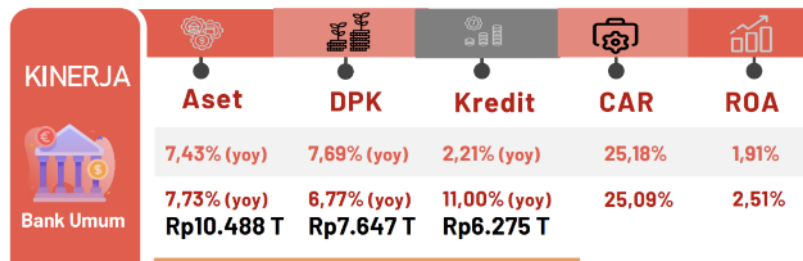 KINERJA
Bank Umum
Aset DPK Kredit CAR ROA
7,43% (yoy) 7,69% (yoy) 2,21% (yoy) 25,18% 1,91%
7,73% (yoy) 6,77% (yoy) 11,00% (yoy) 25,09% 2,51%
Rp10.488 T Rp7.647 T Rp6.275 T